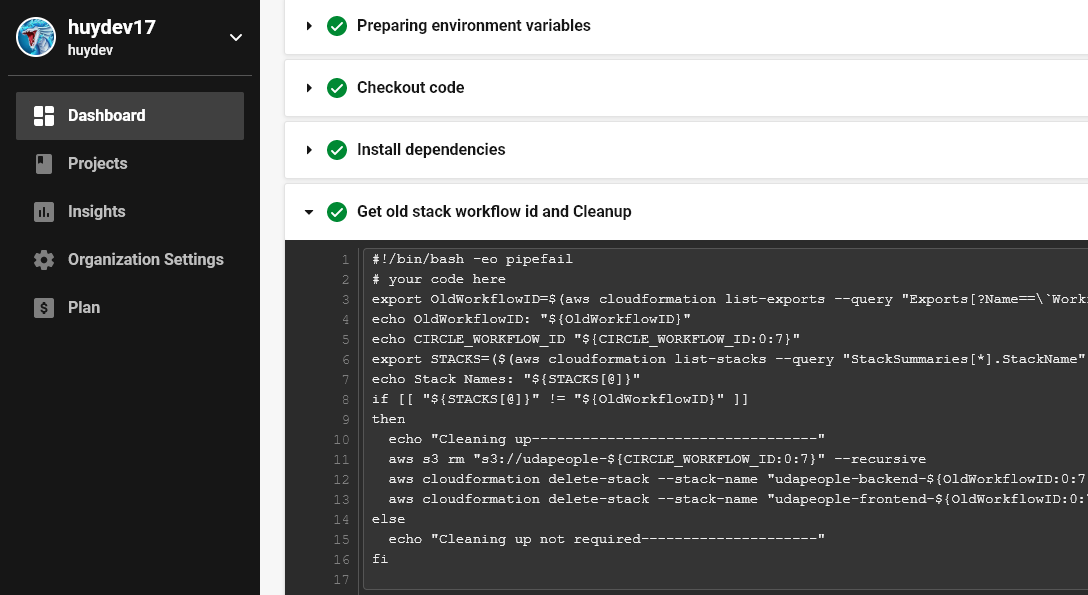 huydev17
huydev
Dashboard
Projects
Insights
Organization Settings
Plan
Preparing environment variables
Checkout code
Install dependencies
Get old stack workflow id and Cleanup
1 #!/bin/bash -eo pipefail
2 # your code here
3 export OldWorkflowID=$(aws cloudformation list-exports --query "Exports[?Name==\`Work
4 echo OldWorkflowID: "${OldWorkflowID}"
5 echo CIRCLE_WORKFLOW_ID "${CIRCLE_WORKFLOW_ID:0:7}"
6 export STACKS=($(aws cloudformation list-stacks --query "StackSummaries[*].StackName"
7 echo Stack Names: "${STACKS[@]}"
8 if [[ "${STACKS[@]}" != "${OldWorkflowID}" ]]
9 then
10 echo "Cleaning up----------------------------------"
11 aws s3 rm "s3://udapeople-${CIRCLE_WORKFLOW_ID:0:7}" --recursive
12 aws cloudformation delete-stack --stack-name "udapeople-backend-${OldWorkflowID:0:7
13 aws cloudformation delete-stack --stack-name "udapeople-frontend-${OldWorkflowID:0:
14 else
15 echo "Cleaning up not required---------------------"
16 fi
17